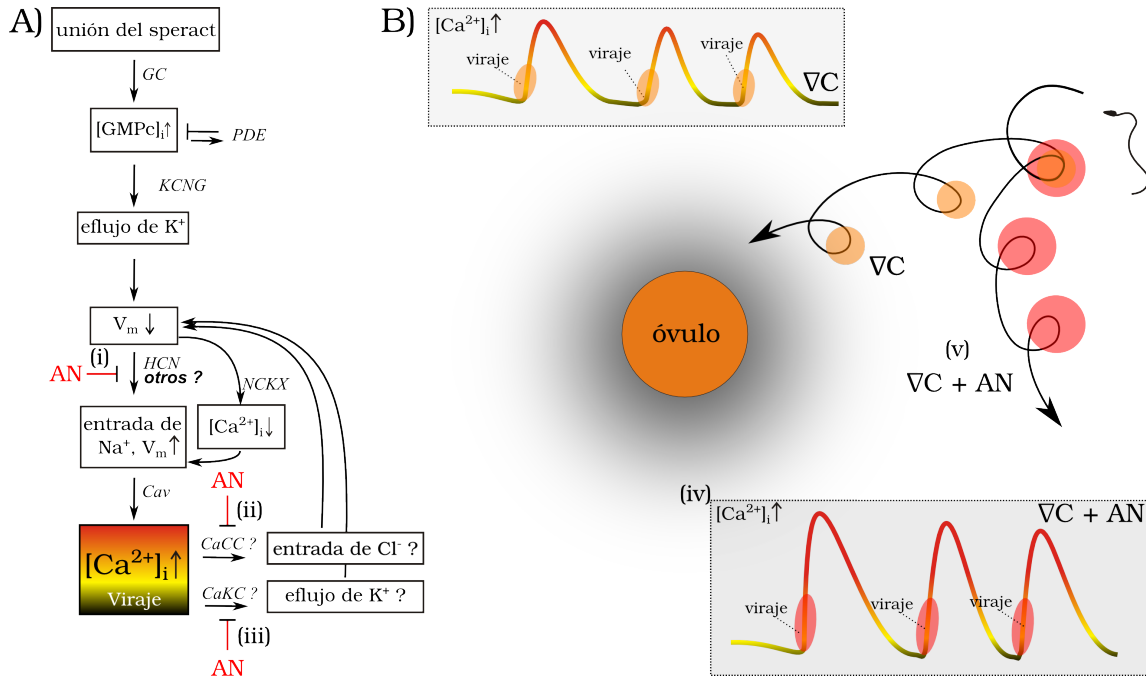 A)
unión del speract
GC
[GMPc]i↑
PDE
KCNG
eflujo de K⁺
Vm ↓
AN
(i)
HCN
otros ?
NCKX
entrada de
Na⁺, Vm↑
[Ca²⁺]i↓
Cav
AN
(ii)
[Ca²⁺]i↑
Viraje
CaCC ?
entrada de Cl⁻ ?
CaKC ?
eflujo de K⁺ ?
(iii)
AN
B)
[Ca²⁺]i↑
viraje
viraje
viraje
∇C
∇C
óvulo
(v)
∇C + AN
(iv)
[Ca²⁺]i↑
∇C + AN
viraje
viraje
viraje